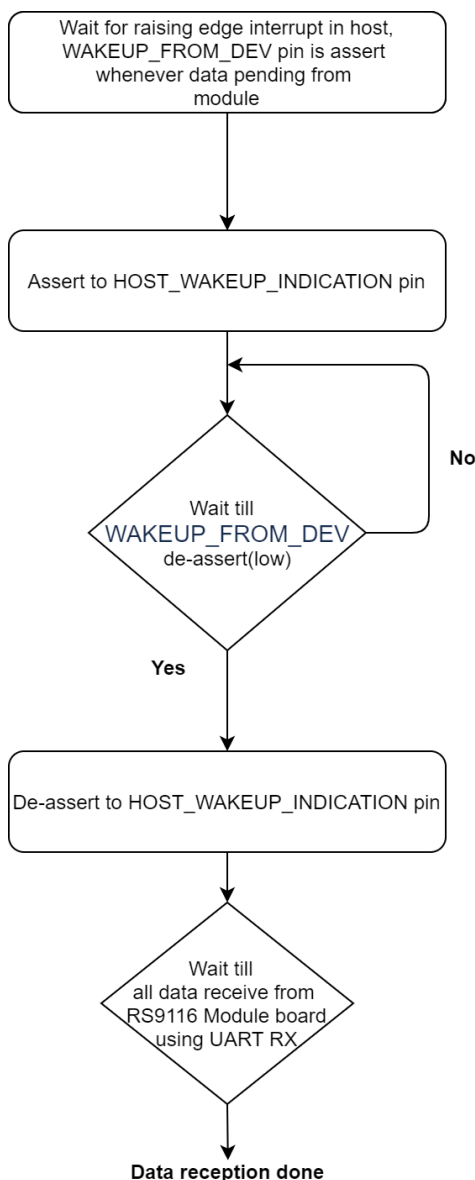 Wait for raising edge interrupt in host,
WAKEUP_FROM_DEV pin is assert
whenever data pending from
module
Assert to HOST_WAKEUP_INDICATION pin
No
Wait till
WAKEUP_FROM_DEV
de-assert(low)
Yes
De-assert to HOST_WAKEUP_INDICATION pin
Wait till
all data receive from
RS9116 Module board
using UART RX
Data reception done